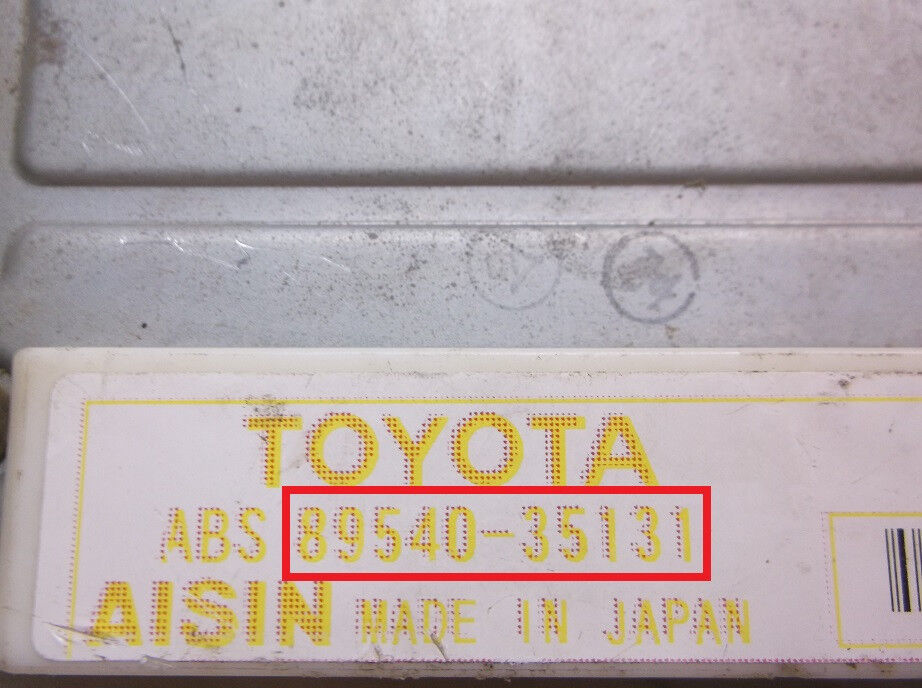 TOYOTA
ABS 89540-35131
AISIN MADE IN JAPAN